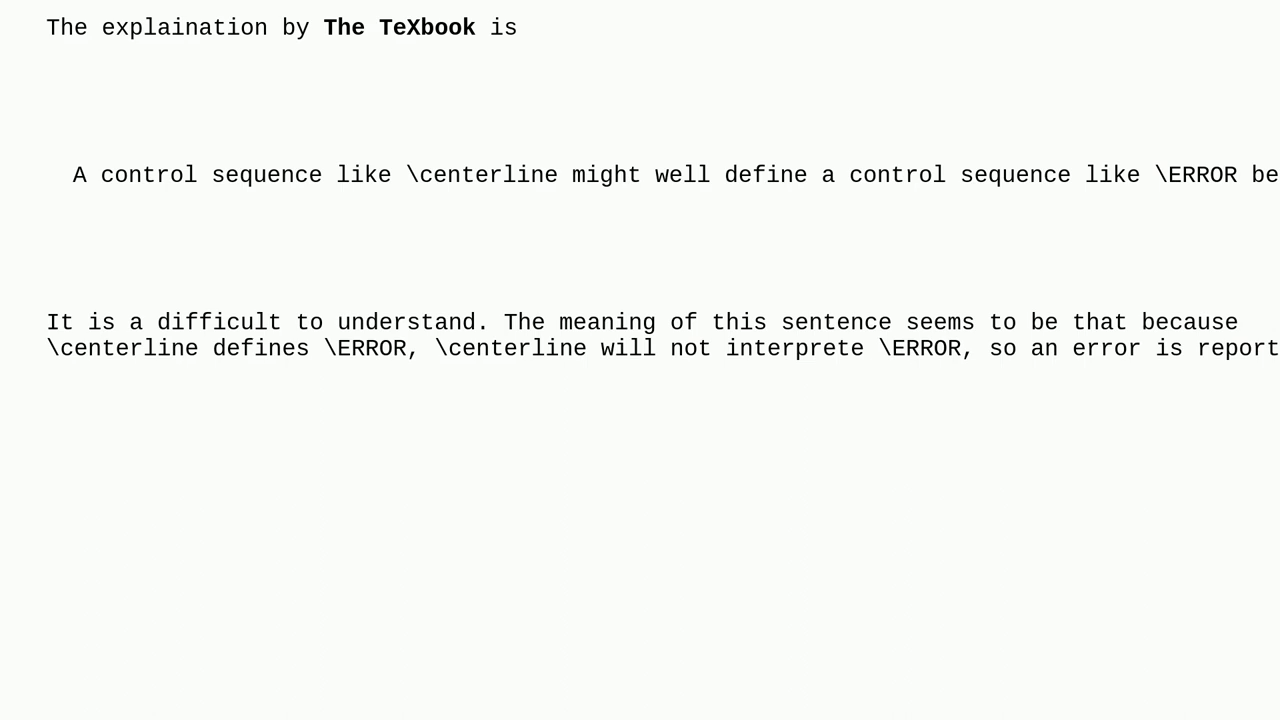 The explaination by The TeXbook is
A control sequence like \centerline might well define a control sequence like \ERROR be
It is a difficult to understand. The meaning of this sentence seems to be that because
\centerline defines \ERROR, \centerline will not interprete \ERROR, so an error is report